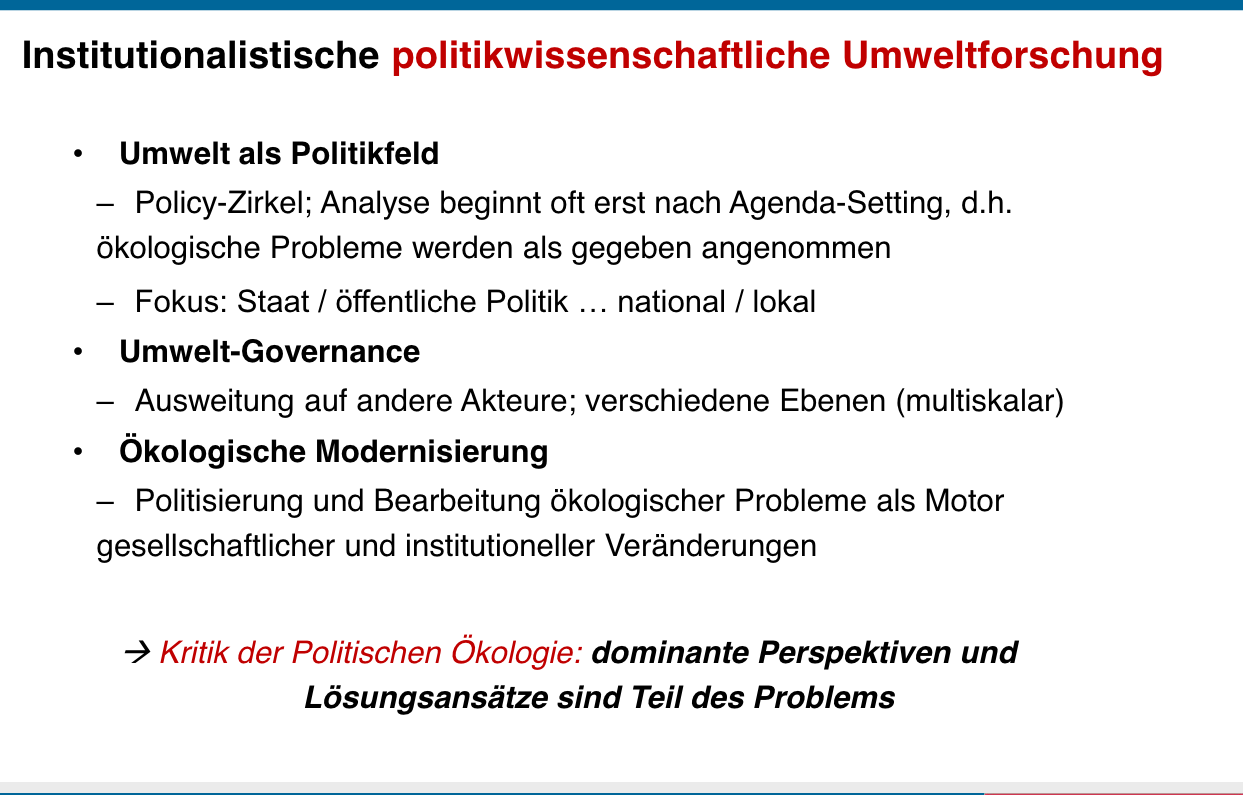 Institutionalistische politikwissenschaftliche Umweltforschung
• Umwelt als Politikfeld
– Policy-Zirkel; Analyse beginnt oft erst nach Agenda-Setting, d.h.
ökologische Probleme werden als gegeben angenommen
– Fokus: Staat / öffentliche Politik … national / lokal
• Umwelt-Governance
– Ausweitung auf andere Akteure; verschiedene Ebenen (multiskalar)
• Ökologische Modernisierung
– Politisierung und Bearbeitung ökologischer Probleme als Motor
gesellschaftlicher und institutioneller Veränderungen
→ Kritik der Politischen Ökologie: dominante Perspektiven und
Lösungsansätze sind Teil des Problems